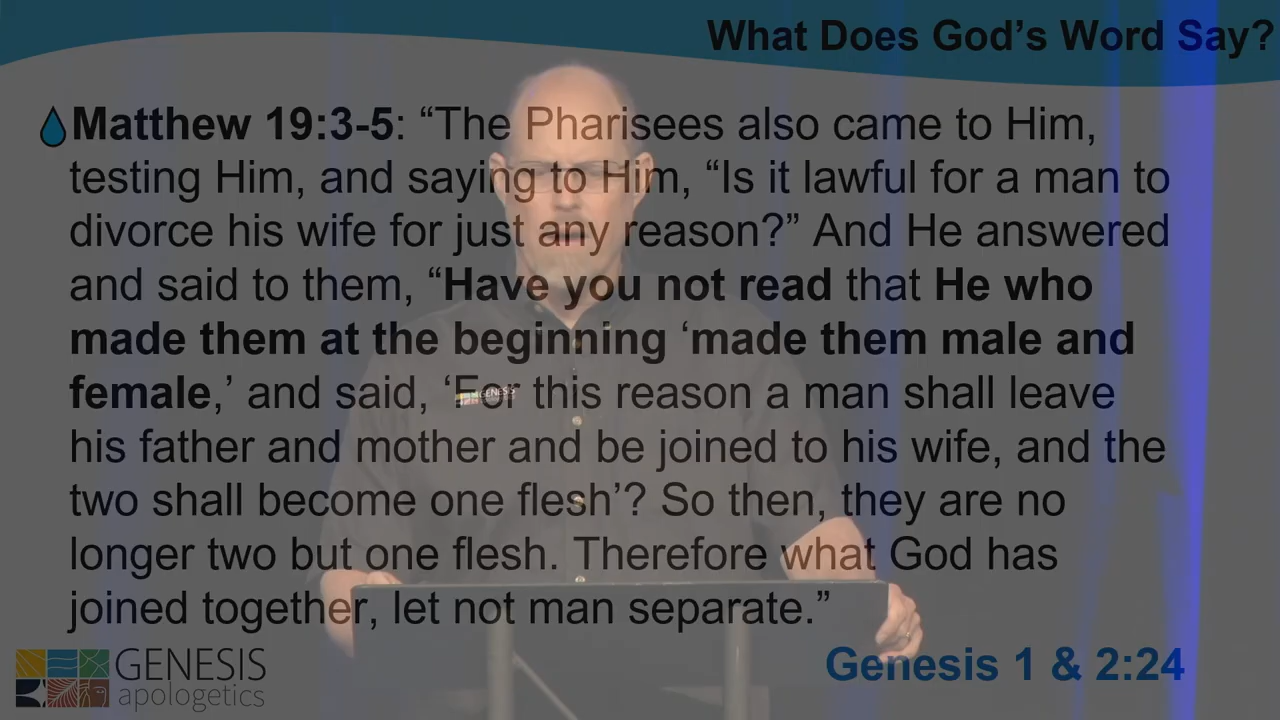 What Does God’s Word Say?
Matthew 19:3-5: “The Pharisees also came to Him,
testing Him, and saying to Him, “Is it lawful for a man to
divorce his wife for just any reason?” And He answered
and said to them, “Have you not read that He who
made them at the beginning ‘made them male and
female,’ and said, ‘For this reason a man shall leave
his father and mother and be joined to his wife, and the
two shall become one flesh’? So then, they are no
longer two but one flesh. Therefore what God has
joined together, let not man separate.”
Genesis 1 & 2:24
GENESIS
apologetics
GENESIS